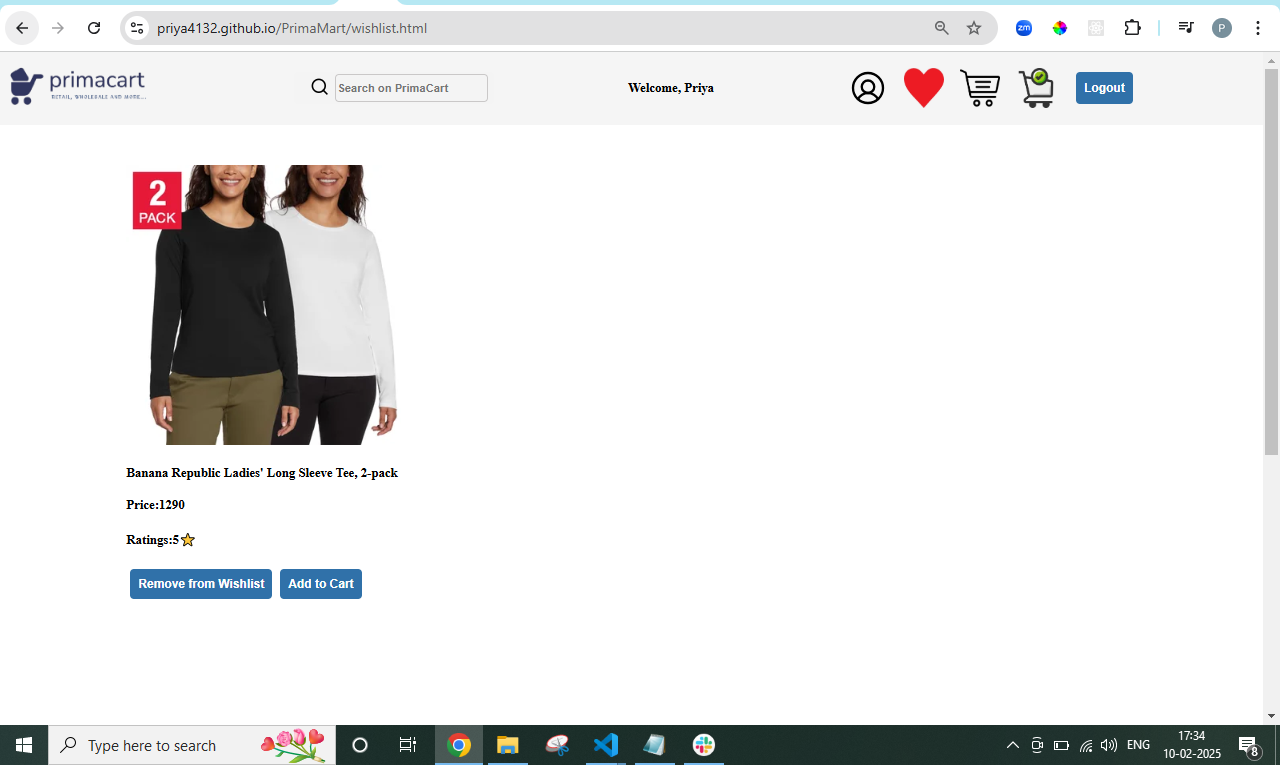 priya4132.github.io/PrimaMart/wishlist.html
zm
P
primacart
RETAIL, WHOLESALE AND MORE...
Search on PrimaCart
Welcome, Priya
Logout
2
PACK
Banana Republic Ladies' Long Sleeve Tee, 2-pack
Price:1290
Ratings:5
Remove from Wishlist
Add to Cart
Type here to search
ENG
17:34
10-02-2025
8